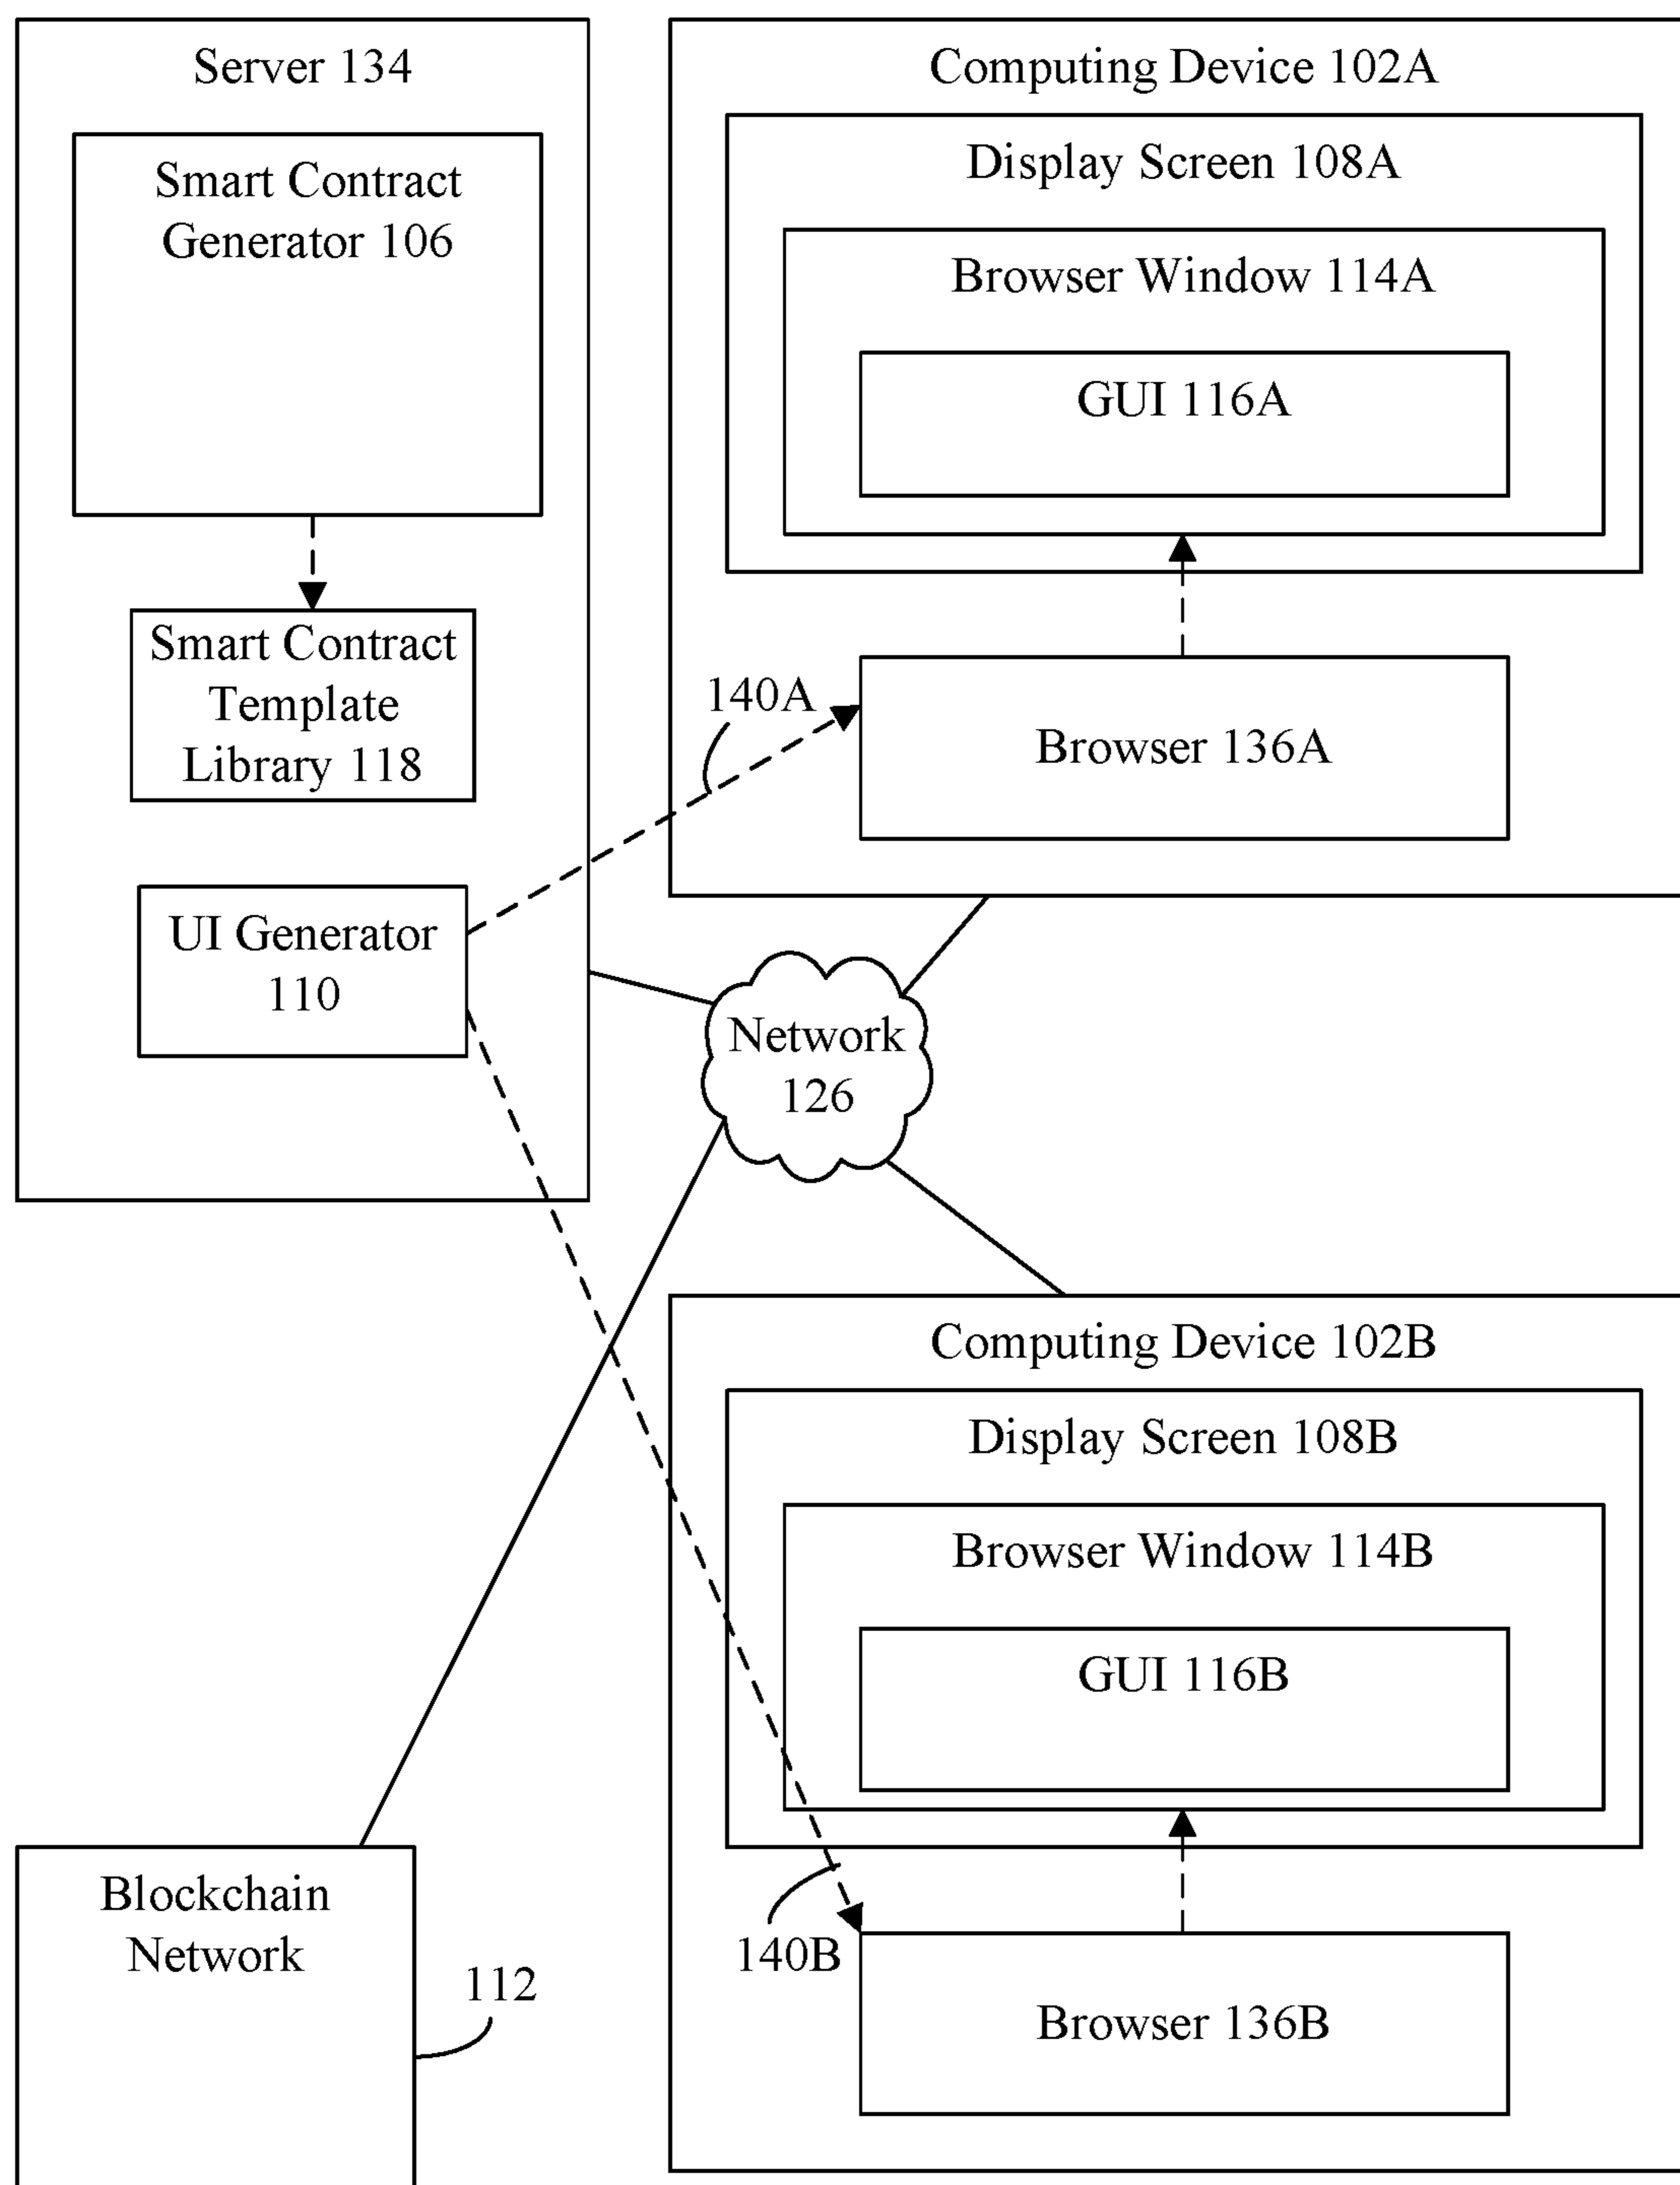 Server 134
Smart Contract
Generator 106
Smart Contract
Template
Library 118
UI Generator
110
Computing Device 102A
Display Screen 108A
Browser Window 114A
GUI 116A
140A
Browser 136A
Network
126
Computing Device 102B
Display Screen 108B
Browser Window 114B
GUI 116B
140B
Browser 136B
Blockchain
Network
112